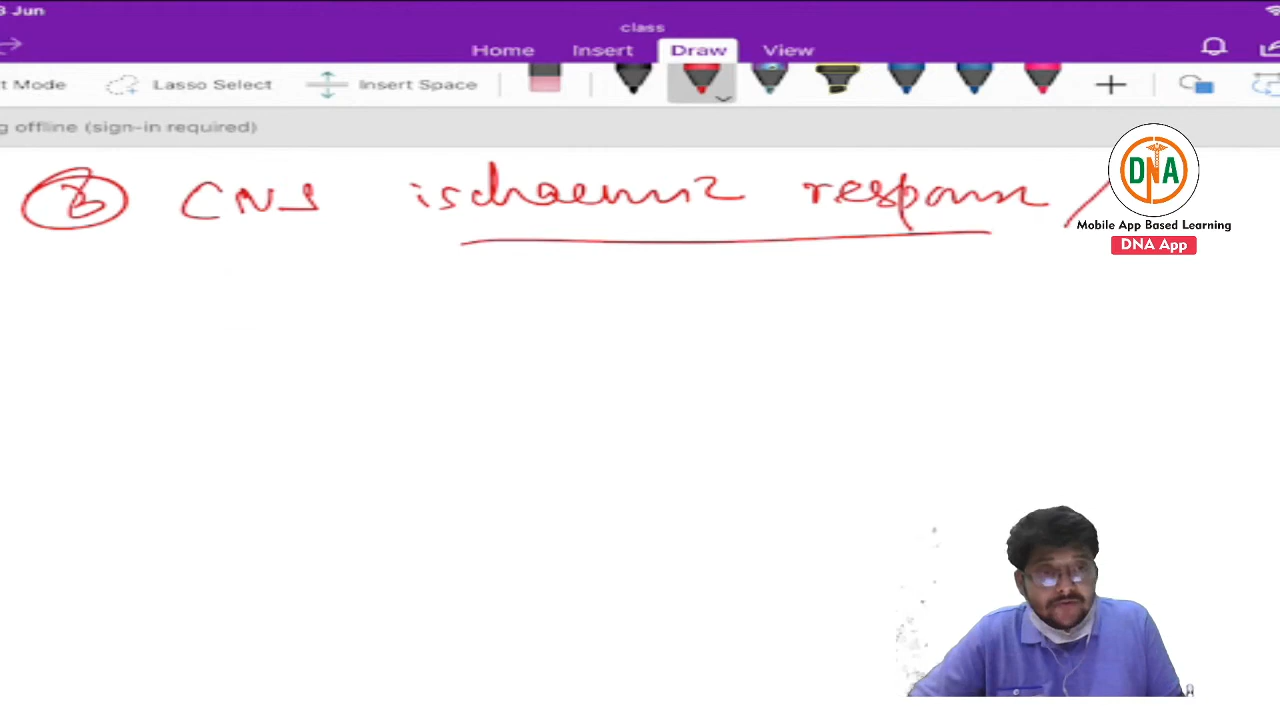 3 Jun
class
Home Insert Draw View
t Mode Lasso Select Insert Space
g offline (sign-in required)
CNS ischaemic response /
DNA
Mobile App Based Learning
DNA App